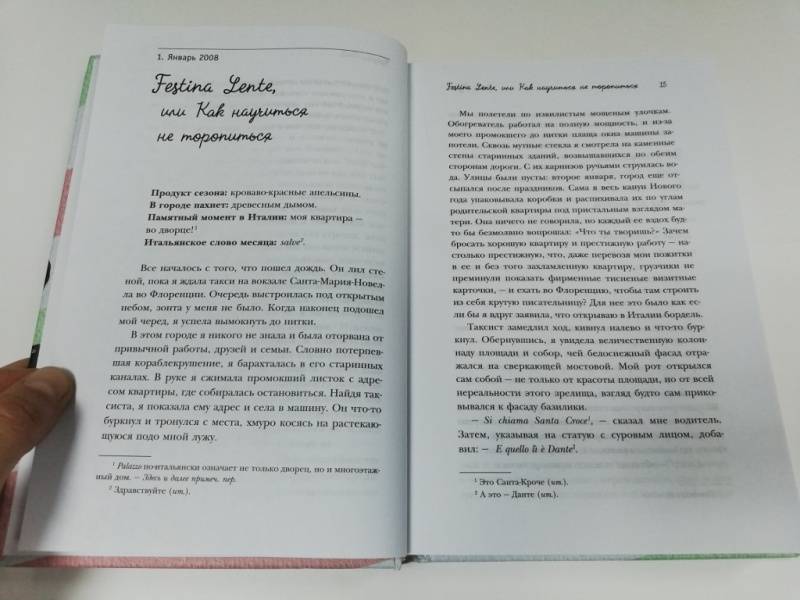 1. Январь 2008
Festina Lente,
или Как научиться
не торопиться
Продукт сезона: кроваво-красные апельсины.
В городе пахнет: древесным дымом.
Памятный момент в Италии: моя квартира —
во дворце!¹
Итальянское слово месяца: salve².
Все началось с того, что пошел дождь. Он лил сте-
ной, пока я ждала такси на вокзале Санта-Мария-Новел-
ла во Флоренции. Очередь выстроилась под открытым
небом, зонта у меня не было. Когда наконец подошел
мой черед, я успела вымокнуть до нитки.
В этом городе я никого не знала и была оторвана от
привычной работы, друзей и семьи. Словно потерпев-
шая кораблекрушение, я барахталась в его старинных
каналах. В руке я сжимала промокший листок с адре-
сом квартиры, где собиралась остановиться. Найдя так-
систа, я показала ему адрес и села в машину. Он что-то
буркнул и тронулся с места, хмуро косясь на растекаю-
щуюся подо мной лужу.
¹ Palazzo по-итальянски означает не только дворец, но и многоэтаж-
ный дом. — Здесь и далее примеч. пер.
² Здравствуйте (ит.).
Festina Lente, или Как научиться не торопиться 15
Мы полетели по извилистым мощеным улочкам.
Обогреватель работал на полную мощность, и из-за
моего промокшего до нитки плаща окна машины за-
потели. Сквозь мутные стекла я смотрела на каменные
стены старинных зданий, возвышавшихся по обеим
сторонам дороги. С их карнизов ручьями струилась во-
да. Улицы были пусты: второе января, город еще от-
сыпался после праздников. Сама я весь канун Нового
года упаковывала коробки и распихивала их по углам
родительской квартиры под пристальным взглядом ма-
тери. Она ничего не говорила, но каждый ее вздох буд-
то бы безмолвно вопрошал: «Что ты творишь?» Зачем
бросать хорошую квартиру и престижную работу — на-
столько престижную, что, даже перевозя мои пожитки
в ее и без того захламленную квартиру, грузчики не
преминули показать фирменные тисненые визитные
карточки, — и ехать во Флоренцию, чтобы там строить
из себя крутую писательницу? Для нее это было как ес-
ли бы я вдруг заявила, что открываю в Италии бордель.
Таксист замедлил ход, кивнул налево и что-то бур-
кнул. Обернувшись, я увидела величественную колон-
наду площади и собор, чей белоснежный фасад отра-
жался на сверкающей мостовой. Мой рот открылся
сам собой — не только от красоты площади, но и от всей
нереальности этого зрелища, взгляд будто сам прико-
вывался к фасаду базилики.
— Si chiama Santa Croce¹, — сказал мне водитель.
Затем, указывая на статую с суровым лицом, доба-
вил: — E quello lì è Dante².
¹ Это Санта-Кроче (ит.).
² А это — Данте (ит.).